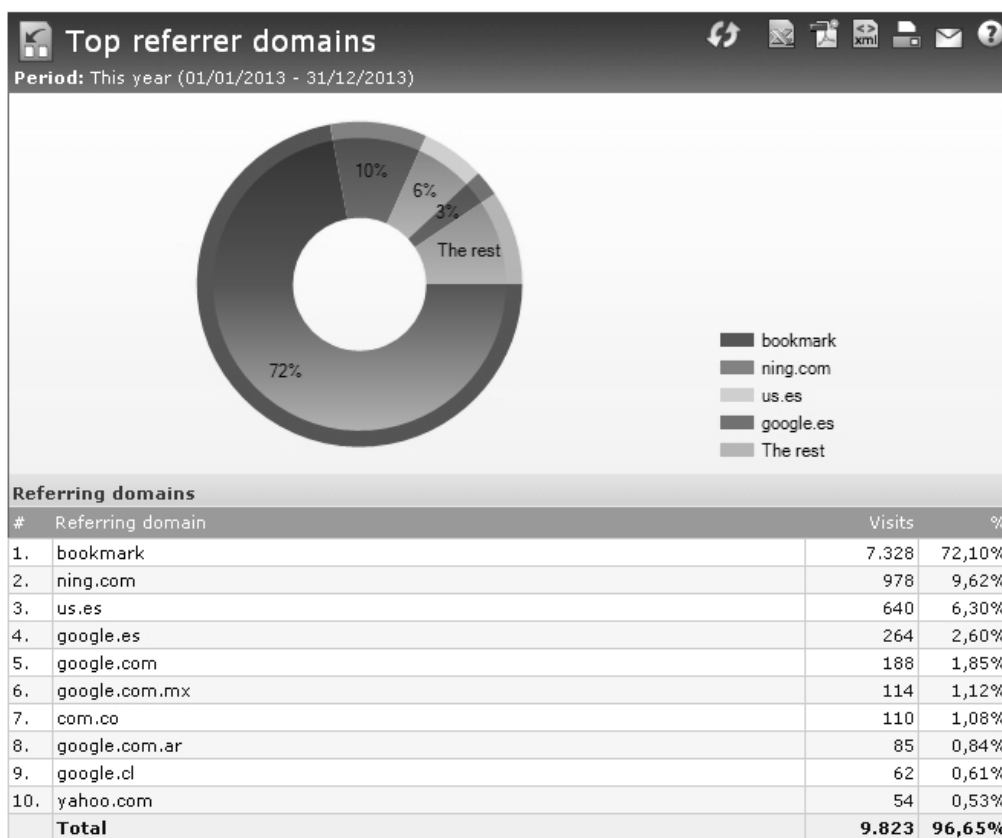 Top referrer domains
xml
?
Period: This year (01/01/2013 - 31/12/2013)
10%
6%
3%
The rest
72%
bookmark
ning.com
us.es
google.es
The rest
Referring domains
# Referring domain Visits %
1. bookmark 7.328 72,10%
2. ning.com 978 9,62%
3. us.es 640 6,30%
4. google.es 264 2,60%
5. google.com 188 1,85%
6. google.com.mx 114 1,12%
7. com.co 110 1,08%
8. google.com.ar 85 0,84%
9. google.cl 62 0,61%
10. yahoo.com 54 0,53%
Total 9.823 96,65%